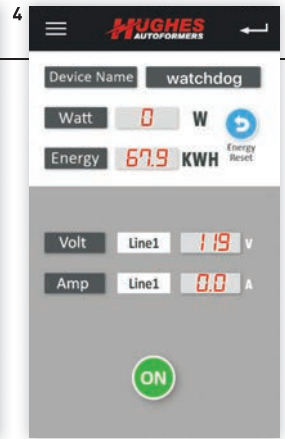 4
HUGHES
AUTOFORMERS
Device Name watchdog
Watt 0 W
Energy 67.9 KWH
Energy
Reset
Volt Line1 119 V
Amp Line1 0.0 A
ON